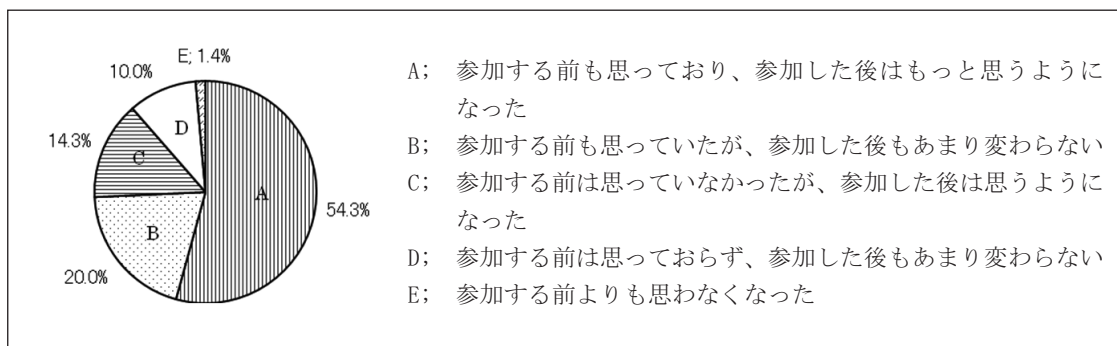 E; 1.4%
10.0%
D
14.3%
C
A
54.3%
B
20.0%
A; 参加する前も思っており、参加した後はもっと思うように
なった
B; 参加する前も思っていたが、参加した後もあまり変わらない
C; 参加する前は思っていなかったが、参加した後は思うように
なった
D; 参加する前は思っておらず、参加した後もあまり変わらない
E; 参加する前よりも思わなくなった